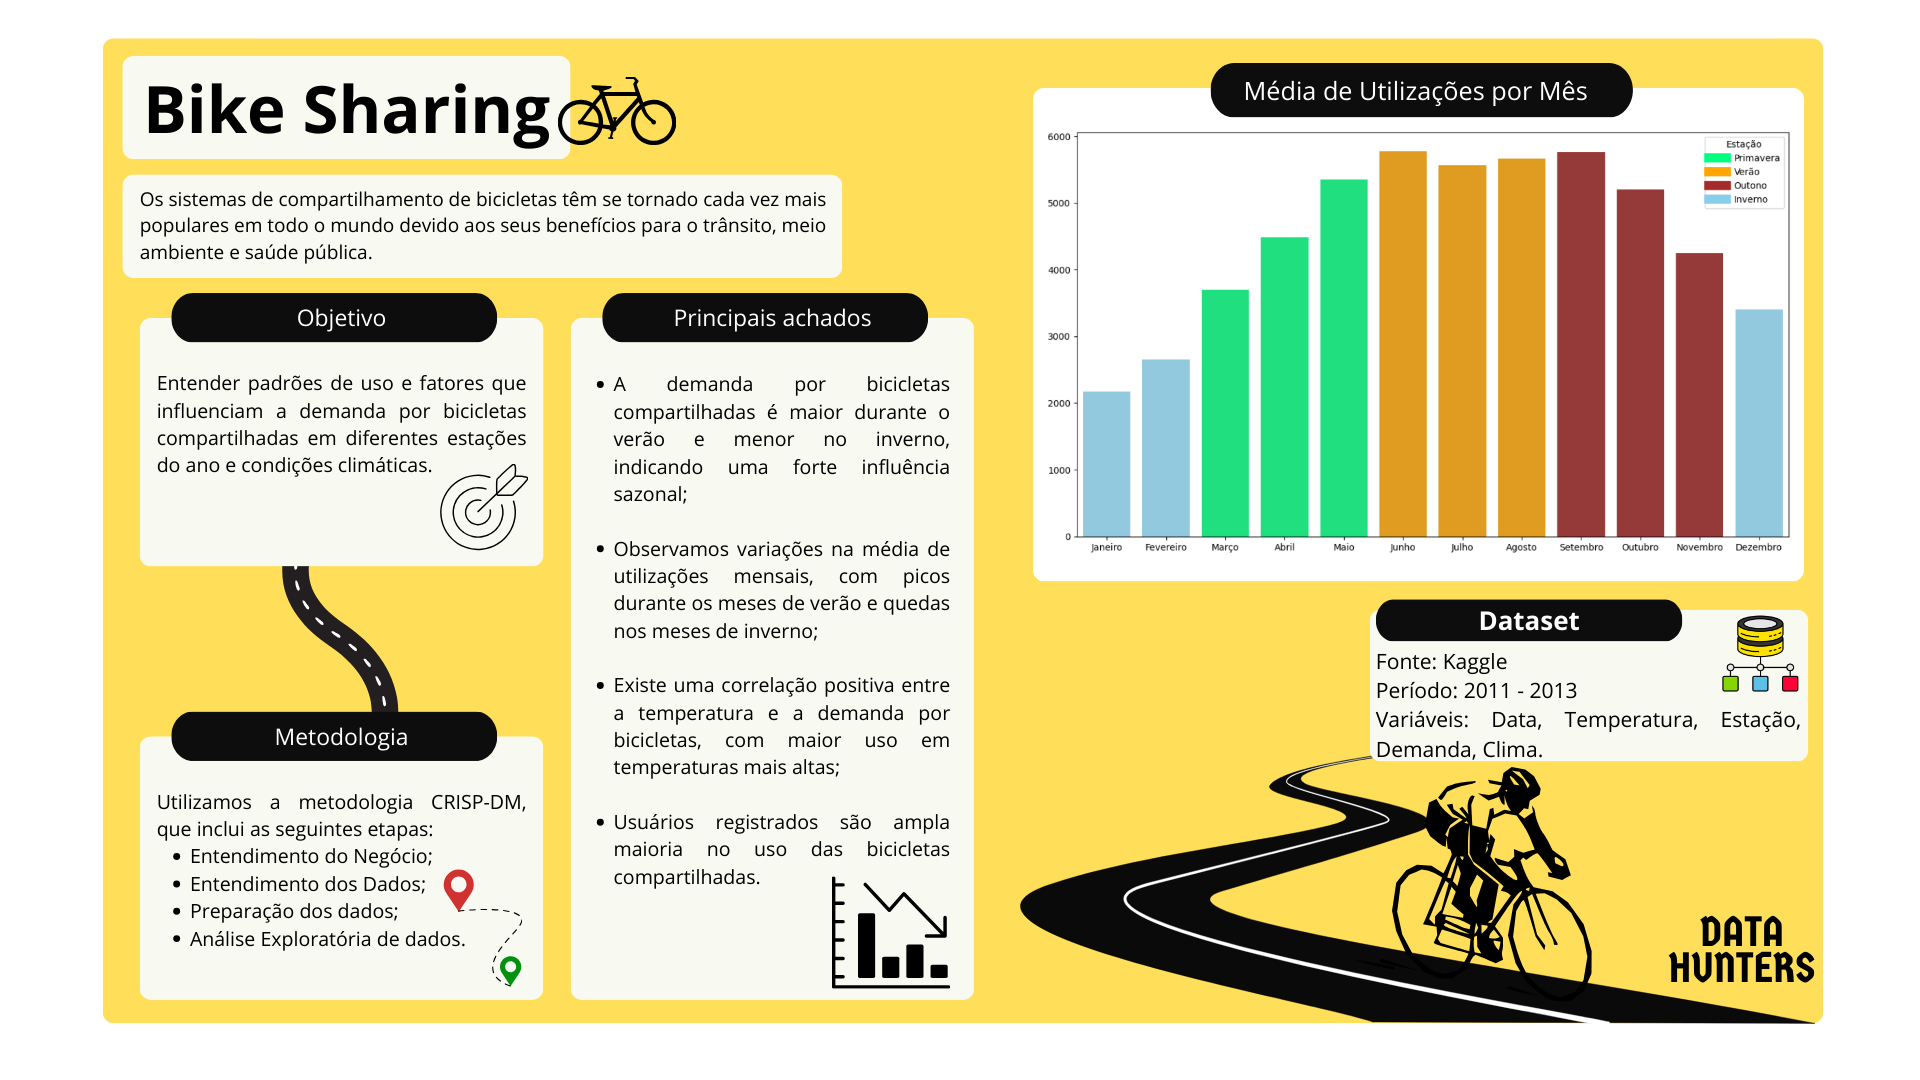 Bike Sharing
Os sistemas de compartilhamento de bicicletas têm se tornado cada vez mais
populares em todo o mundo devido aos seus benefícios para o trânsito, meio
ambiente e saúde pública.
Objetivo
Entender padrões de uso e fatores que
influenciam a demanda por bicicletas
compartilhadas em diferentes estações
do ano e condições climáticas.
Metodologia
Utilizamos a metodologia CRISP-DM,
que inclui as seguintes etapas:
• Entendimento do Negócio;
• Entendimento dos Dados;
• Preparação dos dados;
• Análise Exploratória de dados.
Principais achados
• A demanda por bicicletas
compartilhadas é maior durante o
verão e menor no inverno,
indicando uma forte influência
sazonal;
• Observamos variações na média de
utilizações mensais, com picos
durante os meses de verão e quedas
nos meses de inverno;
• Existe uma correlação positiva entre
a temperatura e a demanda por
bicicletas, com maior uso em
temperaturas mais altas;
• Usuários registrados são ampla
maioria no uso das bicicletas
compartilhadas.
Média de Utilizações por Mês
6000
5000
4000
3000
2000
1000
0
Estação
Primavera
Verão
Outono
Inverno
Janeiro Fevereiro Março Abril Maio Junho Julho Agosto Setembro Outubro Novembro Dezembro
Dataset
Fonte: Kaggle
Período: 2011 - 2013
Variáveis: Data, Temperatura, Estação,
Demanda, Clima.
DATA
HUNTERS